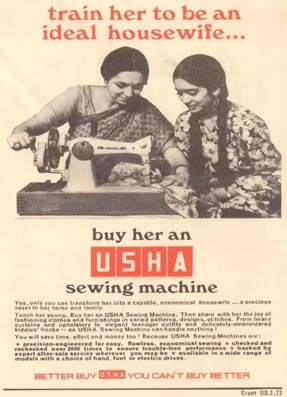 train her to be an
ideal housewife...
buy her an
USHA
sewing machine
Yes, only you can transform her into a capable, economical housewife ... a precious
asset to her home and family.
Teach her young. Buy her an USHA Sewing Machine. Then share with her the joy of
fashioning clothes and furnishings in varied patterns, designs, stitches. From heavy
curtains and upholstery to elegant teenager outfits and delicately-embroidered
kiddies' frocks — an USHA Sewing Machine can handle anything!
You will save time, effort and money too! Because USHA Sewing Machines are:
★ precision-engineered for easy, flawless, economical sewing ★ checked and
rechecked over 2000 times to ensure trouble-free performance ★ backed by
expert after-sale service wherever you may be ★ available in a wide range of
models with a choice of hand, foot or electric drives.
BETTER BUY USHA YOU CAN'T BUY BETTER
Grant US.2.72